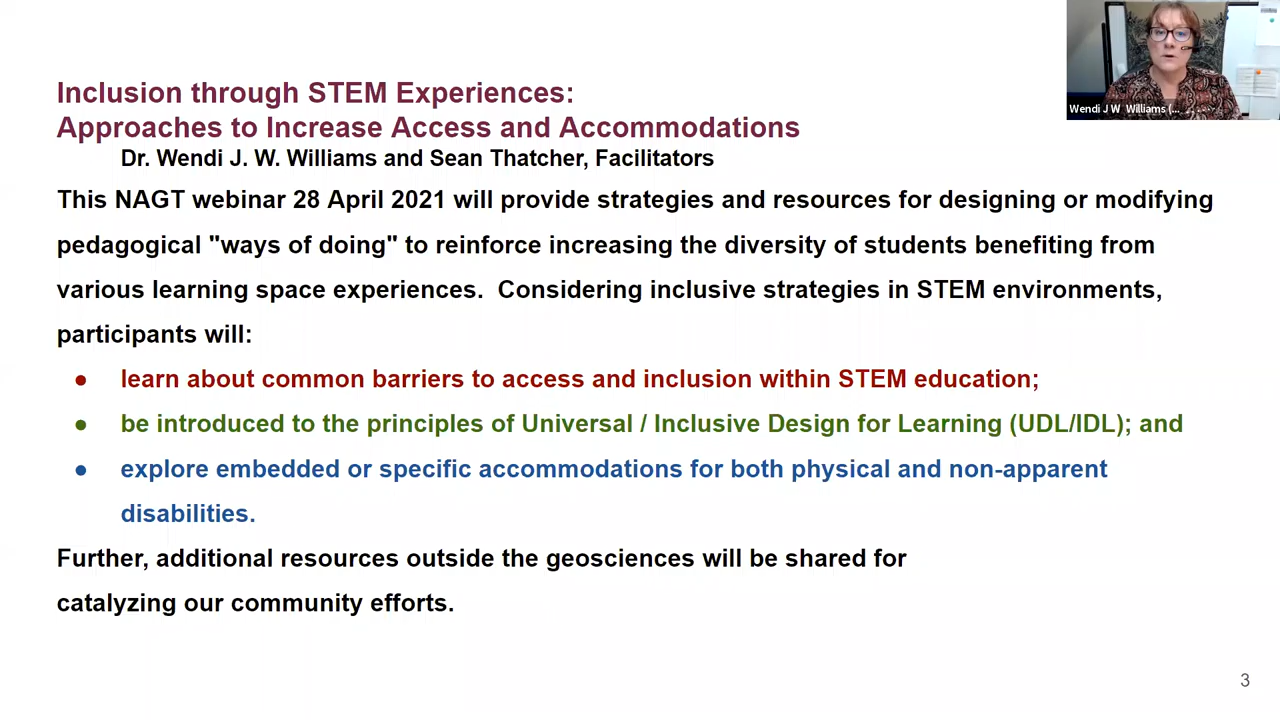 Inclusion through STEM Experiences:
Approaches to Increase Access and Accommodations
Dr. Wendi J. W. Williams and Sean Thatcher, Facilitators
This NAGT webinar 28 April 2021 will provide strategies and resources for designing or modifying
pedagogical "ways of doing" to reinforce increasing the diversity of students benefiting from
various learning space experiences.  Considering inclusive strategies in STEM environments,
participants will:
● learn about common barriers to access and inclusion within STEM education;
● be introduced to the principles of Universal / Inclusive Design for Learning (UDL/IDL); and
● explore embedded or specific accommodations for both physical and non-apparent
disabilities.
Further, additional resources outside the geosciences will be shared for
catalyzing our community efforts.
Wendi J W Williams (...
3